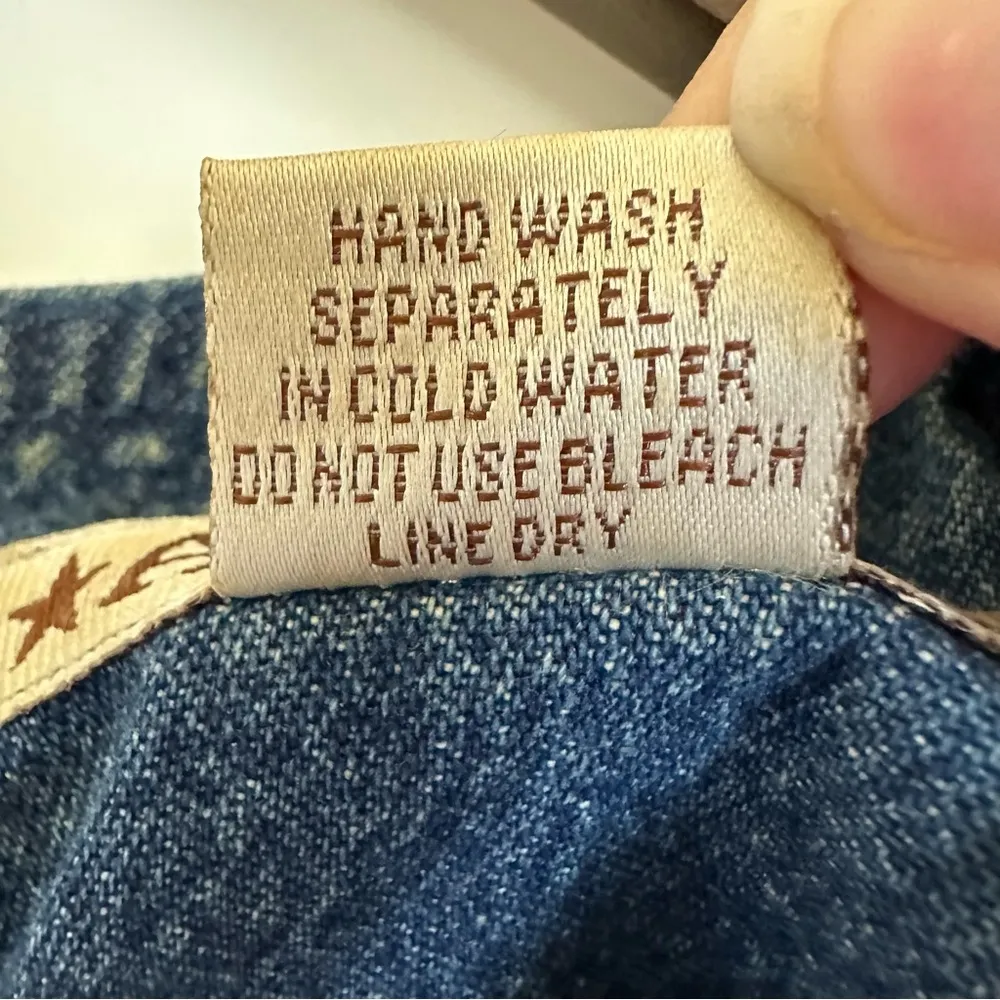 HAND WASH
SEPARATELY
IN COLD WATER
DO NOT USE BLEACH
LINE DRY